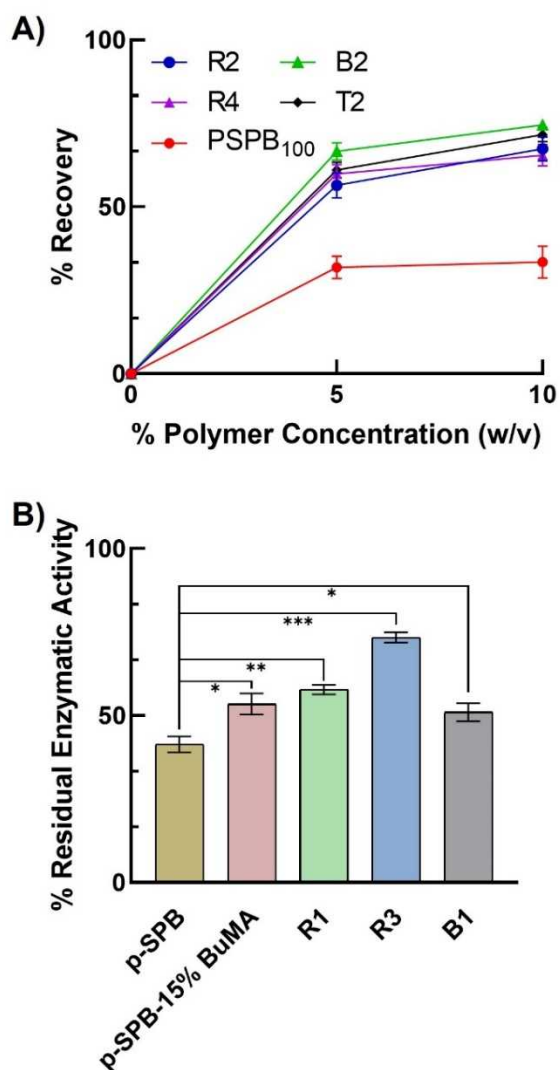 A)
100
R2 B2
R4 T2
PSPB₁₀₀
50
% Recovery
0
0 5 10
% Polymer Concentration (w/v)
B)
100
*
***
**
*
50
% Residual Enzymatic Activity
0
p-SPB
p-SPB-15% BuMA
R1
R3
B1